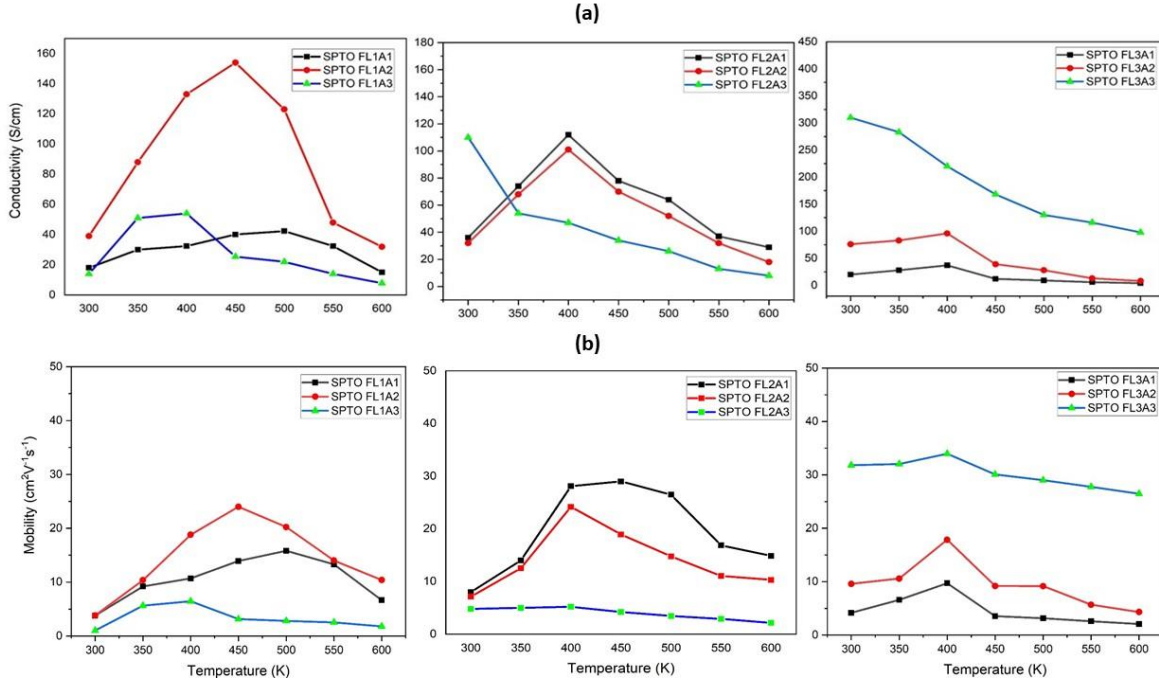 (a)
Conductivity (S/cm)
160
140
120
100
80
60
40
20
0
300 350 400 450 500 550 600
SPTO FL1A1
SPTO FL1A2
SPTO FL1A3
180
160
140
120
100
80
60
40
20
0
300 350 400 450 500 550 600
SPTO FL2A1
SPTO FL2A2
SPTO FL2A3
450
400
350
300
250
200
150
100
50
0
300 350 400 450 500 550 600
SPTO FL3A1
SPTO FL3A2
SPTO FL3A3
(b)
Mobility (cm²V⁻¹s⁻¹)
50
40
30
20
10
0
300 350 400 450 500 550 600
Temperature (K)
SPTO FL1A1
SPTO FL1A2
SPTO FL1A3
50
40
30
20
10
0
300 350 400 450 500 550 600
Temperature (K)
SPTO FL2A1
SPTO FL2A2
SPTO FL2A3
50
40
30
20
10
0
300 350 400 450 500 550 600
Temperature (K)
SPTO FL3A1
SPTO FL3A2
SPTO FL3A3